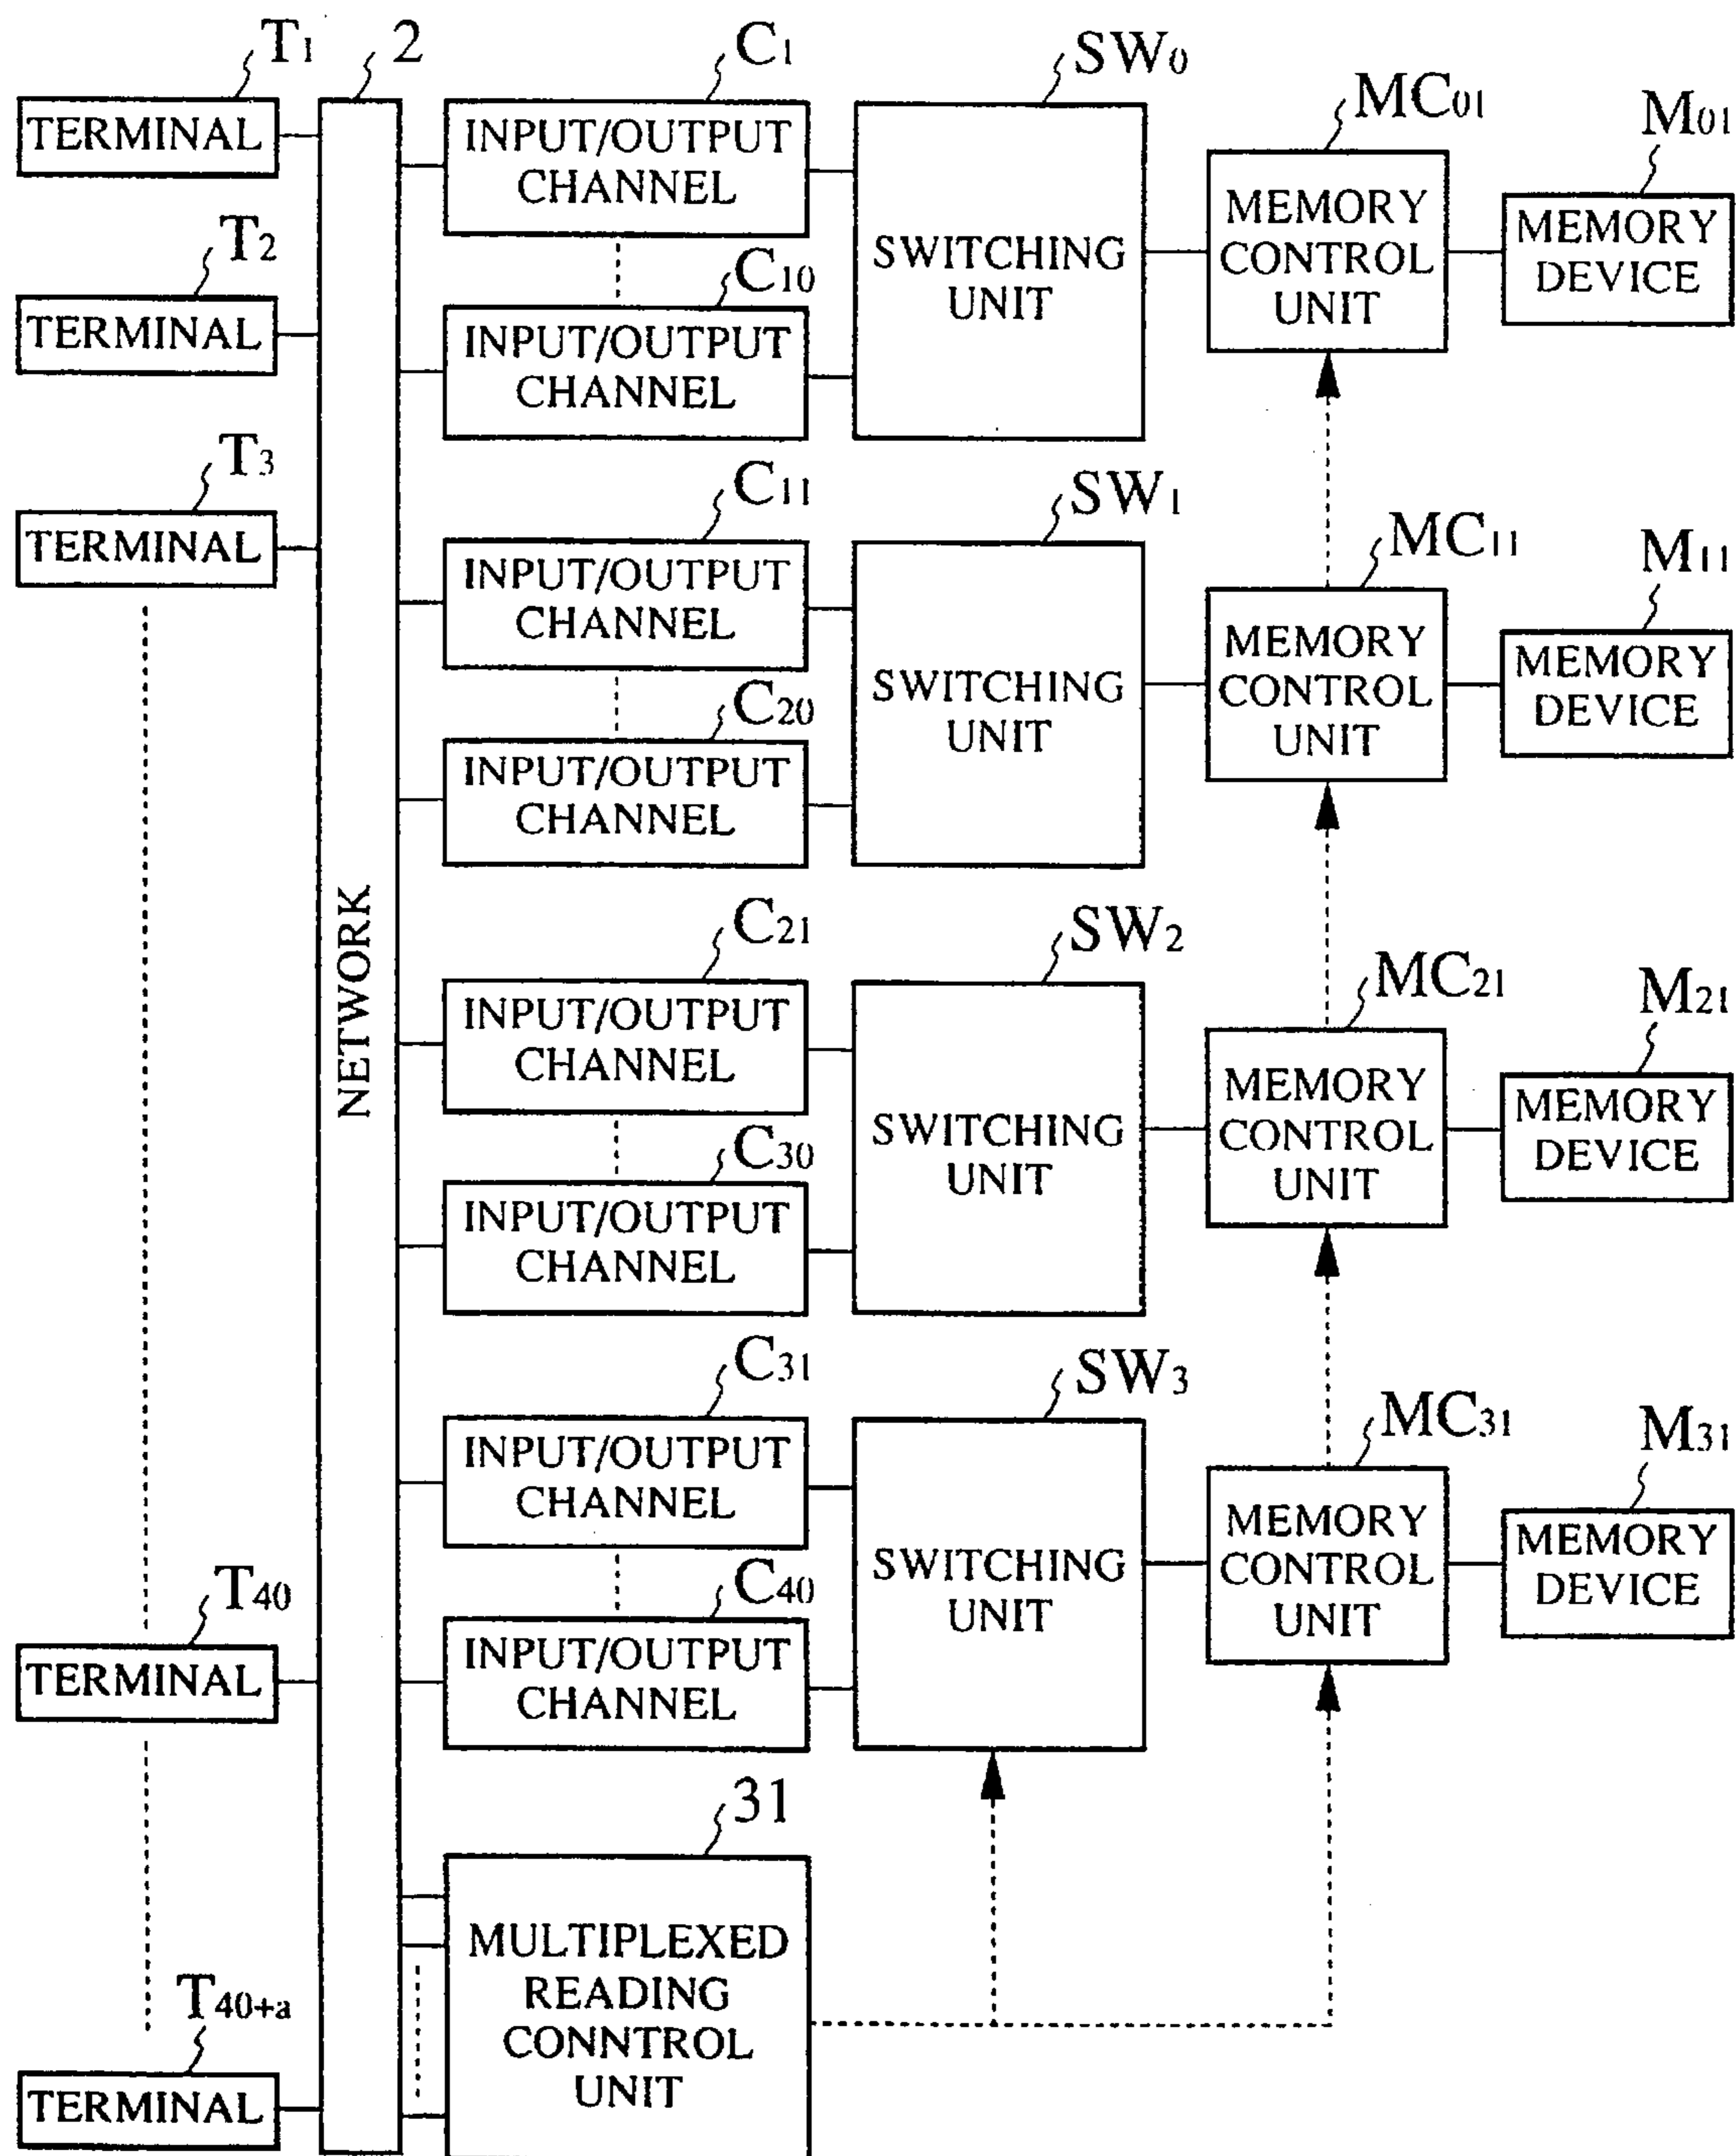 T1
2
C1
SW0
MC01
M01
TERMINAL
INPUT/OUTPUT
CHANNEL
SWITCHING
UNIT
MEMORY
CONTROL
UNIT
MEMORY
DEVICE
T2
TERMINAL
C10
INPUT/OUTPUT
CHANNEL
T3
TERMINAL
C11
SW1
MC11
M11
INPUT/OUTPUT
CHANNEL
SWITCHING
UNIT
MEMORY
CONTROL
UNIT
MEMORY
DEVICE
C20
INPUT/OUTPUT
CHANNEL
NETWORK
C21
SW2
MC21
M21
INPUT/OUTPUT
CHANNEL
SWITCHING
UNIT
MEMORY
CONTROL
UNIT
MEMORY
DEVICE
C30
INPUT/OUTPUT
CHANNEL
C31
SW3
MC31
M31
INPUT/OUTPUT
CHANNEL
SWITCHING
UNIT
MEMORY
CONTROL
UNIT
MEMORY
DEVICE
T40
TERMINAL
C40
INPUT/OUTPUT
CHANNEL
31
MULTIPLEXED
READING
CONNTROL
UNIT
T40+a
TERMINAL